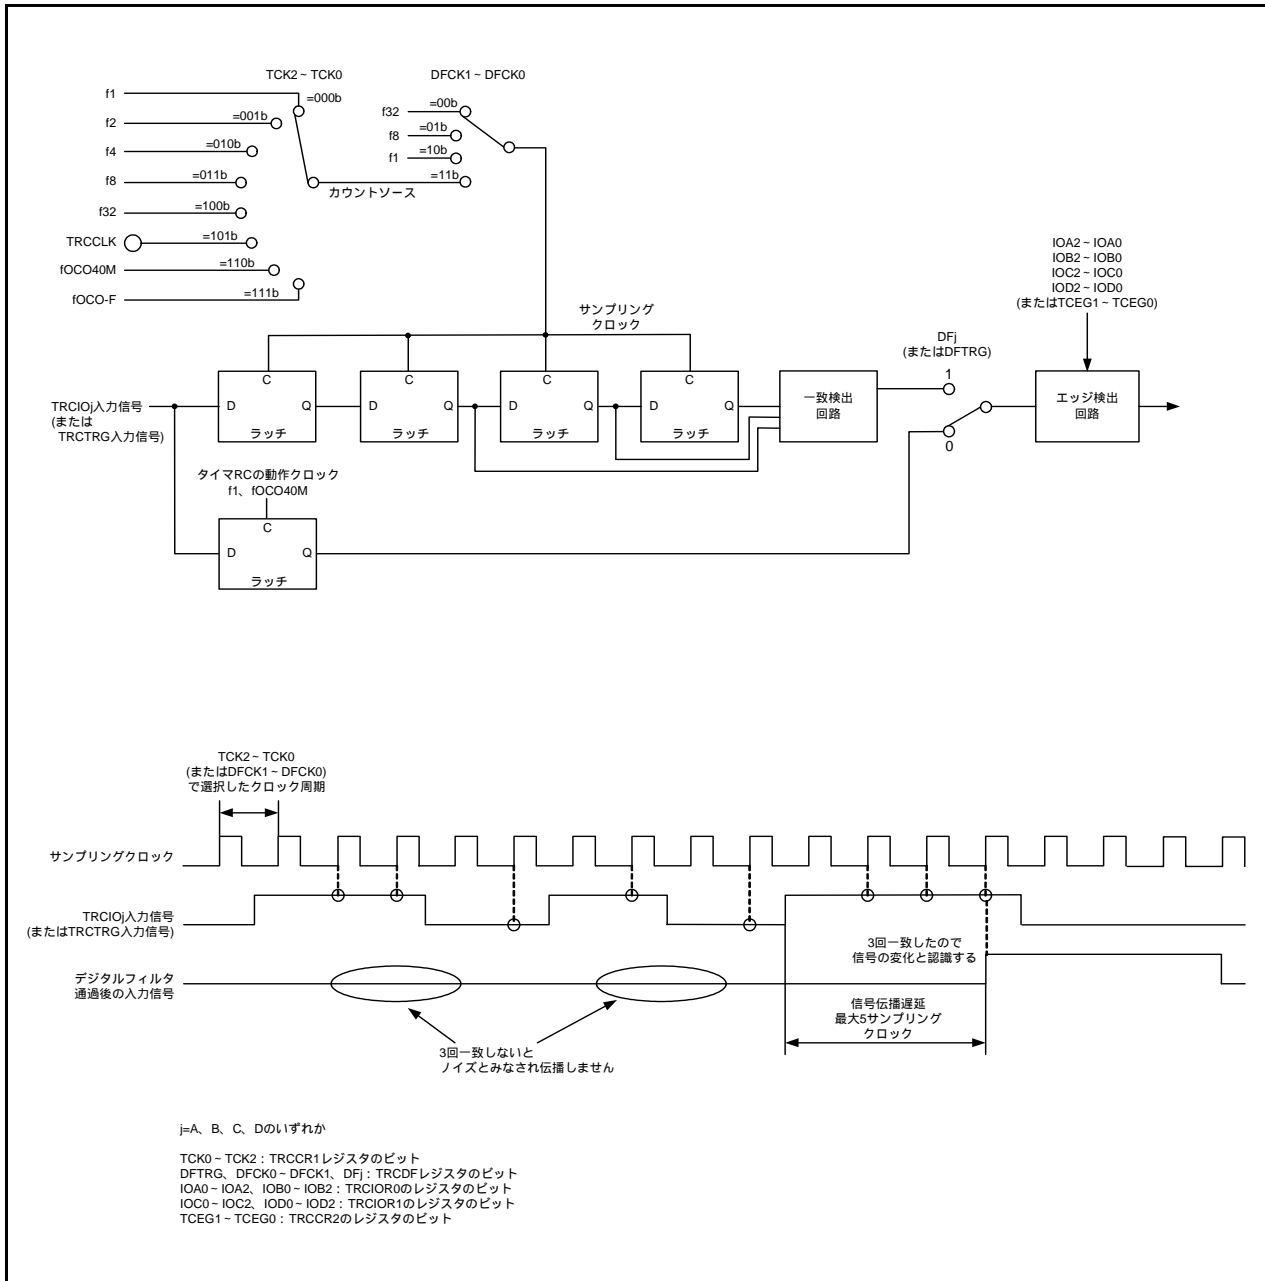 TCK2~TCK0
DFCK1~DFCK0
f1
=000b
f2
=001b
f4
=010b
f8
=011b
f32
=100b
TRCCLK
=101b
fOCO40M
=110b
fOCO-F
=111b
カウントソース
f32
=00b
f8
=01b
f1
=10b
=11b
サンプリング
クロック
IOA2~IOA0
IOB2~IOB0
IOC2~IOC0
IOD2~IOD0
(またはTCEG1~TCEG0)
DFj
(またはDFTRG)
1
0
TRCIOj入力信号
(または
TRCTRG入力信号)
C
D
Q
ラッチ
C
D
Q
ラッチ
C
D
Q
ラッチ
C
D
Q
ラッチ
一致検出
回路
エッジ検出
回路
タイマRCの動作クロック
f1、fOCO40M
C
D
Q
ラッチ
TCK2~TCK0
(またはDFCK1~DFCK0)
で選択したクロック周期
サンプリングクロック
TRCIOj入力信号
(またはTRCTRG入力信号)
3回一致したので
信号の変化と認識する
デジタルフィルタ
通過後の入力信号
信号伝播遅延
最大5サンプリング
クロック
3回一致しないと
ノイズとみなされ伝播しません
j=A、B、C、Dのいずれか
TCK0~TCK2:TRCCR1レジスタのビット
DFTRG、DFCK0~DFCK1、DFj:TRCDFレジスタのビット
IOA0~IOA2、IOB0~IOB2:TRCIOR0のレジスタのビット
IOC0~IOC2、IOD0~IOD2:TRCIOR1のレジスタのビット
TCEG1~TCEG0:TRCCR2のレジスタのビット